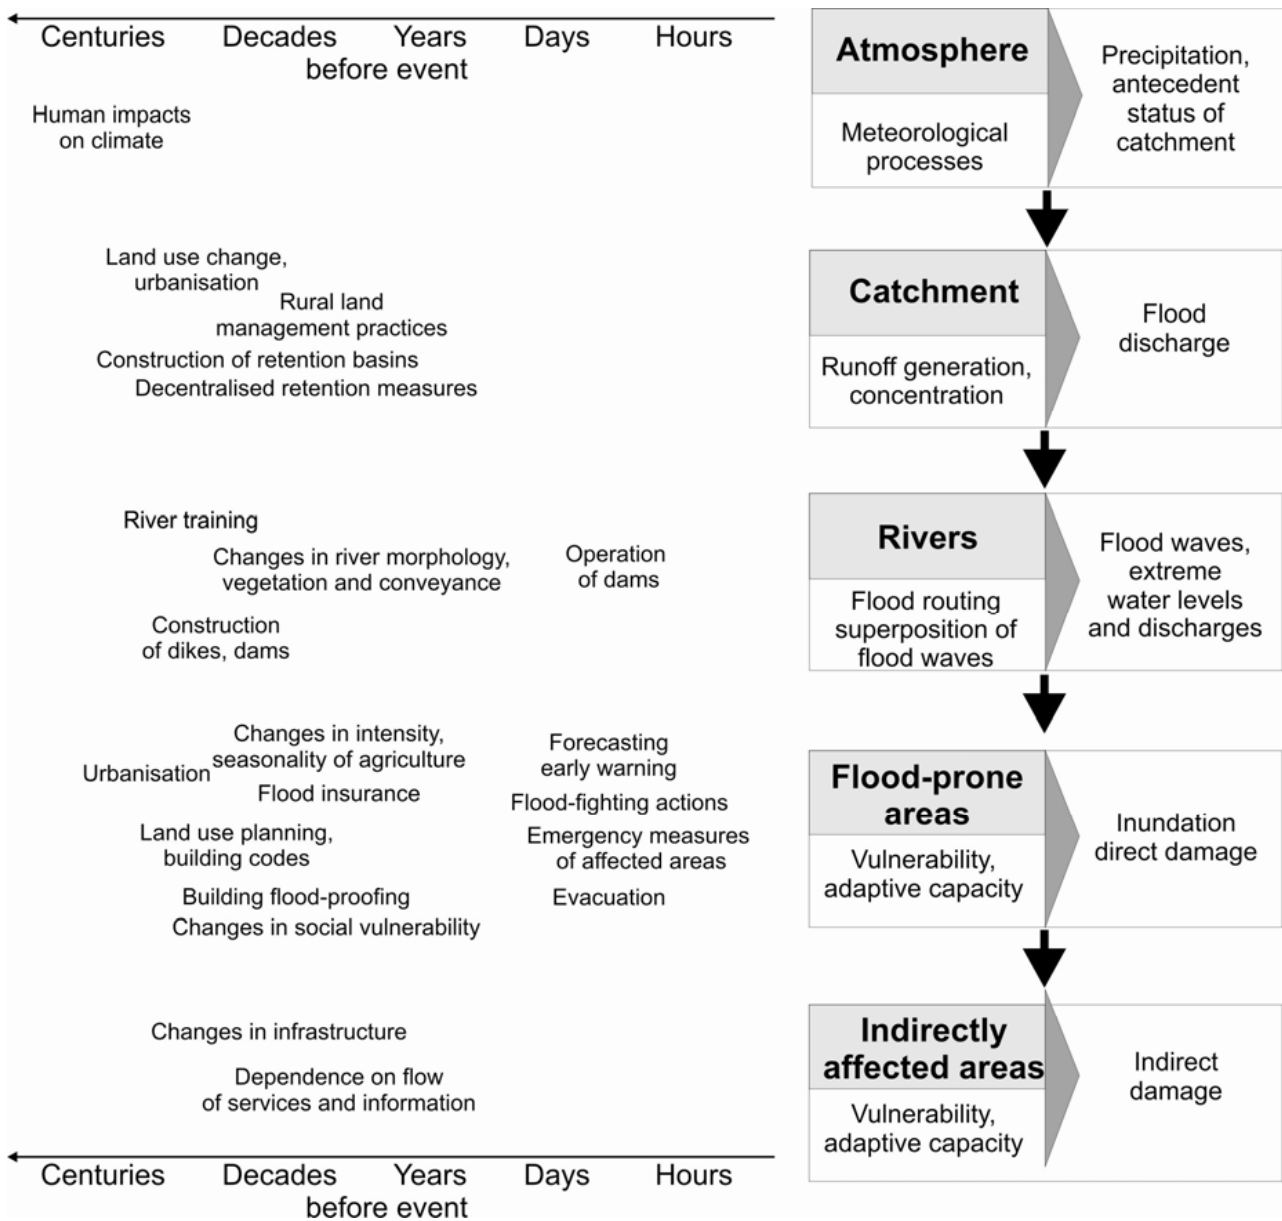 Centuries Decades Years Days Hours
before event
Human impacts
on climate
Land use change,
urbanisation
Rural land
management practices
Construction of retention basins
Decentralised retention measures
River training
Changes in river morphology,
vegetation and conveyance
Operation
of dams
Construction
of dikes, dams
Changes in intensity,
seasonality of agriculture
Urbanisation
Flood insurance
Land use planning,
building codes
Building flood-proofing
Changes in social vulnerability
Forecasting
early warning
Flood-fighting actions
Emergency measures
of affected areas
Evacuation
Changes in infrastructure
Dependence on flow
of services and information
Centuries Decades Years Days Hours
before event
Atmosphere
Meteorological
processes
Precipitation,
antecedent
status of
catchment
Catchment
Runoff generation,
concentration
Flood
discharge
Rivers
Flood routing
superposition of
flood waves
Flood waves,
extreme
water levels
and discharges
Flood-prone
areas
Vulnerability,
adaptive capacity
Inundation
direct damage
Indirectly
affected areas
Vulnerability,
adaptive capacity
Indirect
damage